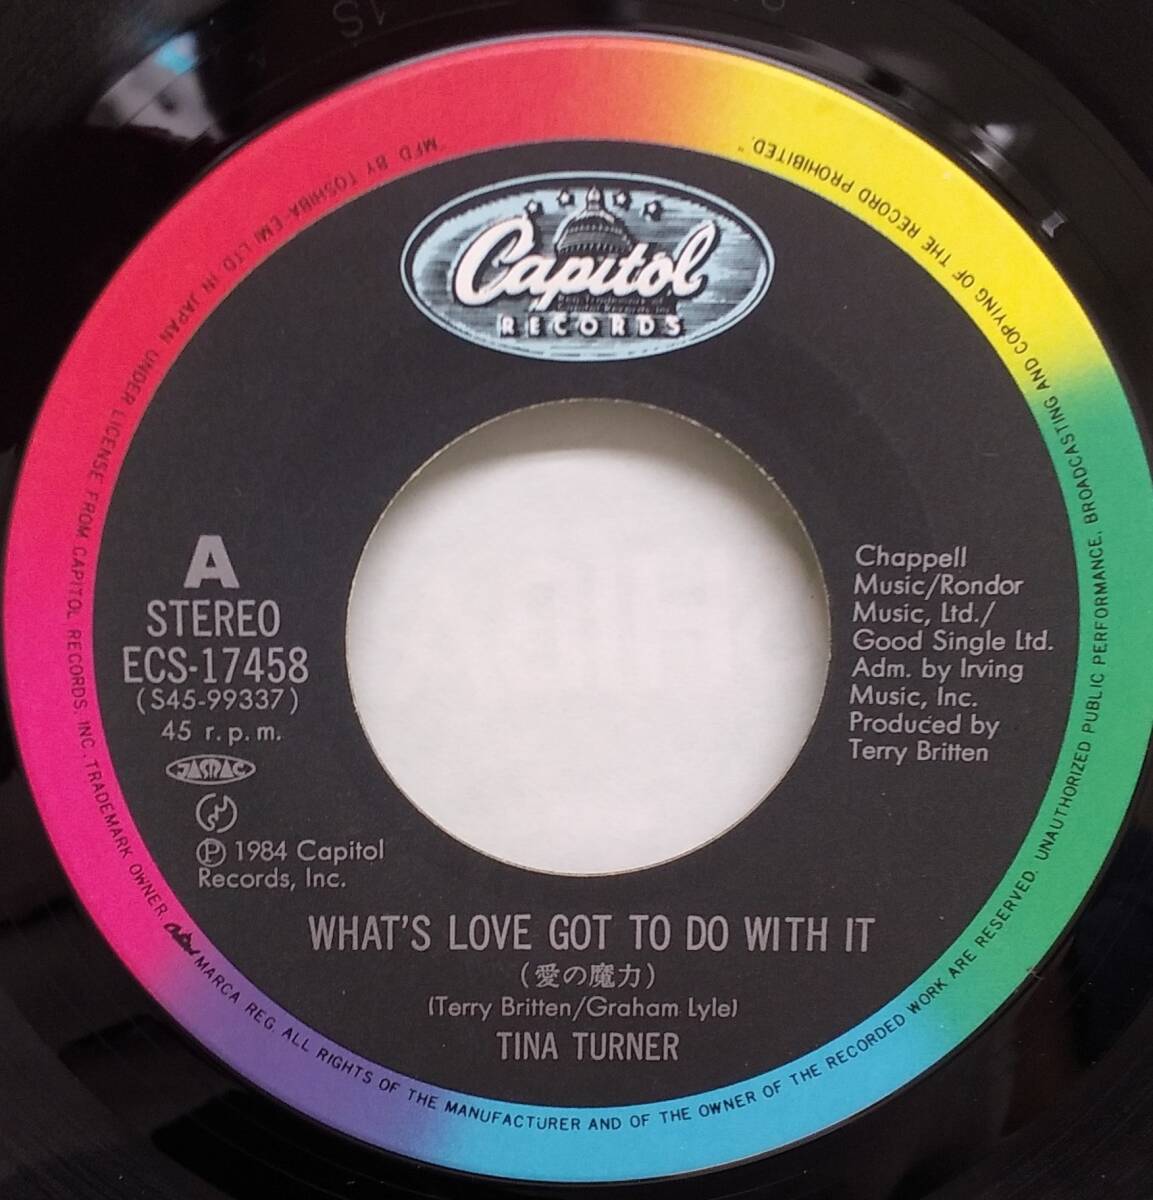 Capitol
RECORDS
A
STEREO
ECS-17458
(S45-99337)
45 r.p.m.
JASRAC
Ⓟ 1984 Capitol
Records, Inc.
Chappell
Music/Rondor
Music, Ltd./
Good Single Ltd.
Adm. by Irving
Music, Inc.
Produced by
Terry Britten
WHAT'S LOVE GOT TO DO WITH IT
(愛の魔力)
(Terry Britten/Graham Lyle)
TINA TURNER
"MFD BY TOSHIBA-EMI LTD IN JAPAN UNDER LICENSE FROM CAPITOL RECORDS, INC., TRADEMARK OWNER, Capitol MARCA REG. ALL RIGHTS OF THE MANUFACTURER AND OF THE OWNER OF THE RECORDED WORK ARE RESERVED. UNAUTHORIZED PUBLIC PERFORMANCE, BROADCASTING AND COPYING OF THE RECORD PROHIBITED."
1S